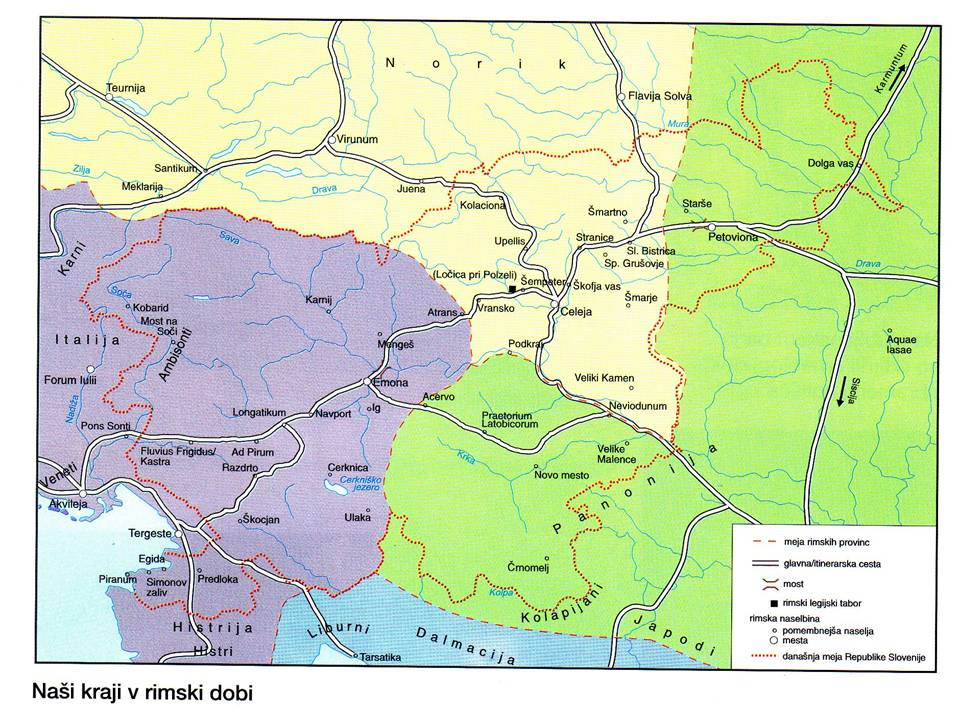 Norik
Karnuntum
Teurnija
Flavija Solva
Mura
Virunum
Dolga vas
Zilja
Santikum
Meklarija
Drava
Juena
Kolaciona
Šmartno
Starše
Petoviona
Karni
Sava
Upellis
Stranice
Sl. Bistrica
Sp. Grušovje
Drava
(Ločica pri Polzeli)
Šempeter
Škofja vas
Soča
Kobarid
Karnij
Šmarje
Most na
Soči
Atrans
Vransko
Celeja
Italija
Ambisonti
Mengeš
Podkraj
Aquae
Iasae
Forum Iulii
Emona
Veliki Kamen
Siscija
Nadiža
Acervo
Longatikum
Navport
Ig
Praetorium
Latobicorum
Neviodunum
Pons Sonti
Fluvius Frigidus/
Kastra
Ad Pirum
Razdrto
Krka
Velike
Malence
Veneti
Cerknica
Cerkniško
jezero
Novo mesto
Panonija
Akvileja
Ulaka
Škocjan
Tergeste
Egida
Piranum
Simonov
zaliv
Predloka
Črnomelj
Kolpa
Kolapijani
Histrija
Histri
Liburni
Dalmacija
Japodi
Tarsatika
meja rimskih provinc
glavna/itinerarska cesta
most
rimski legijski tabor
rimska naselbina
pomembnejša naselja
mesta
današnja meja Republike Slovenije
Naši kraji v rimski dobi